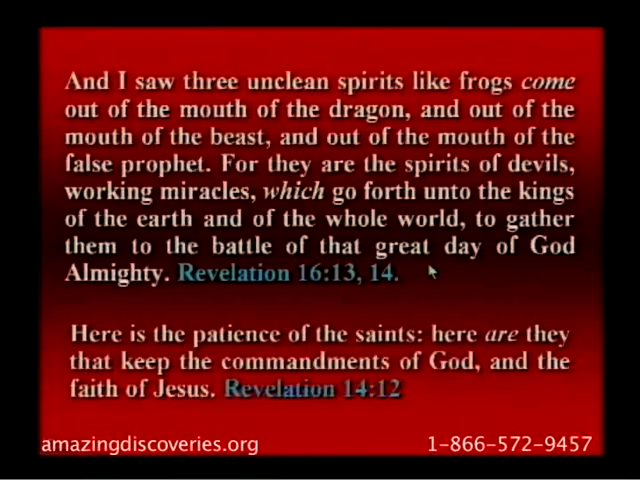 And I saw three unclean spirits like frogs come
out of the mouth of the dragon, and out of the
mouth of the beast, and out of the mouth of the
false prophet. For they are the spirits of devils,
working miracles, which go forth unto the kings
of the earth and of the whole world, to gather
them to the battle of that great day of God
Almighty. Revelation 16:13, 14.
Here is the patience of the saints: here are they
that keep the commandments of God, and the
faith of Jesus. Revelation 14:12
amazingdiscoveries.org 1-866-572-9457